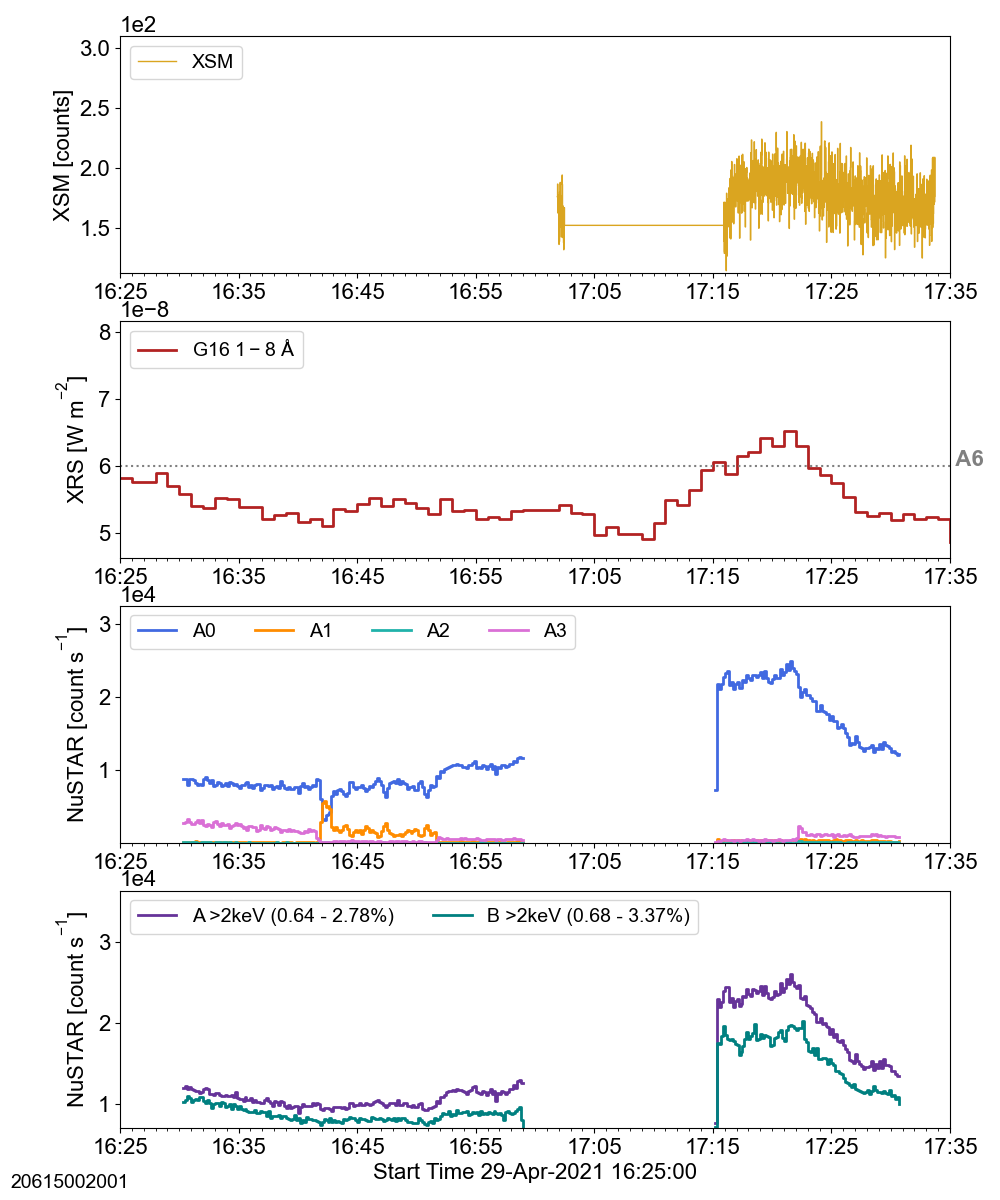 1e2
XSM [counts]
3.0
2.5
2.0
1.5
XSM
16:25 16:35 16:45 16:55 17:05 17:15 17:25 17:35
1e−8
XRS [W m⁻²]
8
7
6
5
G16 1 − 8 Å
A6
16:25 16:35 16:45 16:55 17:05 17:15 17:25 17:35
1e4
NuSTAR [count s⁻¹]
3
2
1
A0 A1 A2 A3
16:25 16:35 16:45 16:55 17:05 17:15 17:25 17:35
1e4
NuSTAR [count s⁻¹]
3
2
1
A >2keV (0.64 - 2.78%) B >2keV (0.68 - 3.37%)
16:25 16:35 16:45 16:55 17:05 17:15 17:25 17:35
Start Time 29-Apr-2021 16:25:00
20615002001